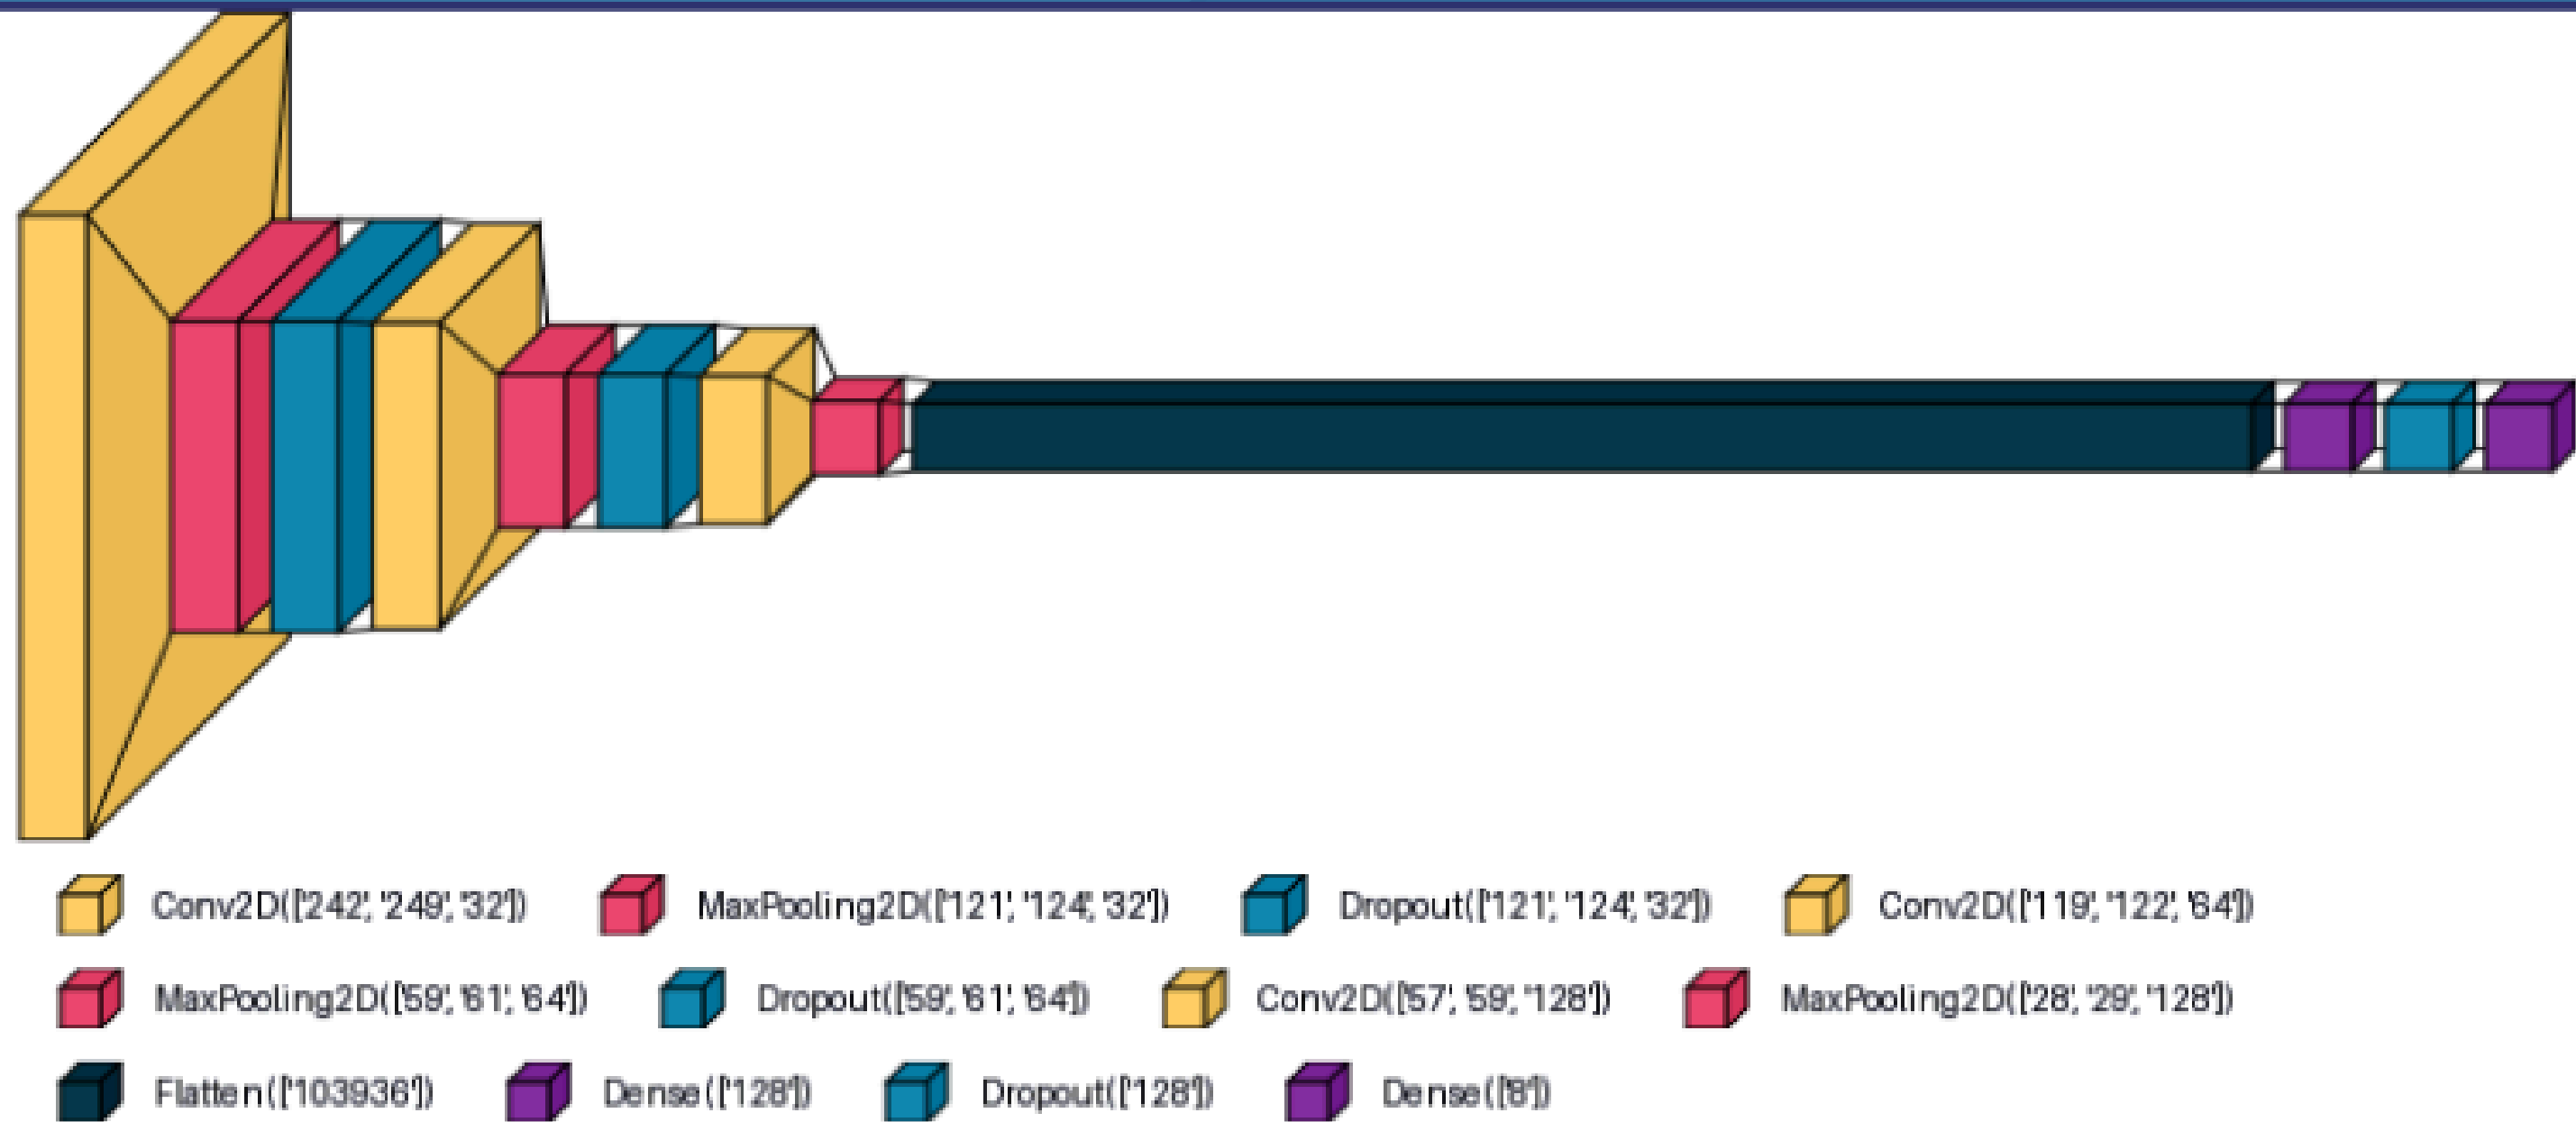 Conv2D(['242', '249', '32']) MaxPooling2D(['121', '124', '32']) Dropout(['121', '124', '32']) Conv2D(['119', '122', '64'])
MaxPooling2D(['59', '61', '64']) Dropout(['59', '61', '64']) Conv2D(['57', '59', '128']) MaxPooling2D(['28', '29', '128'])
Flatten(['103936']) Dense(['128']) Dropout(['128']) Dense(['8'])